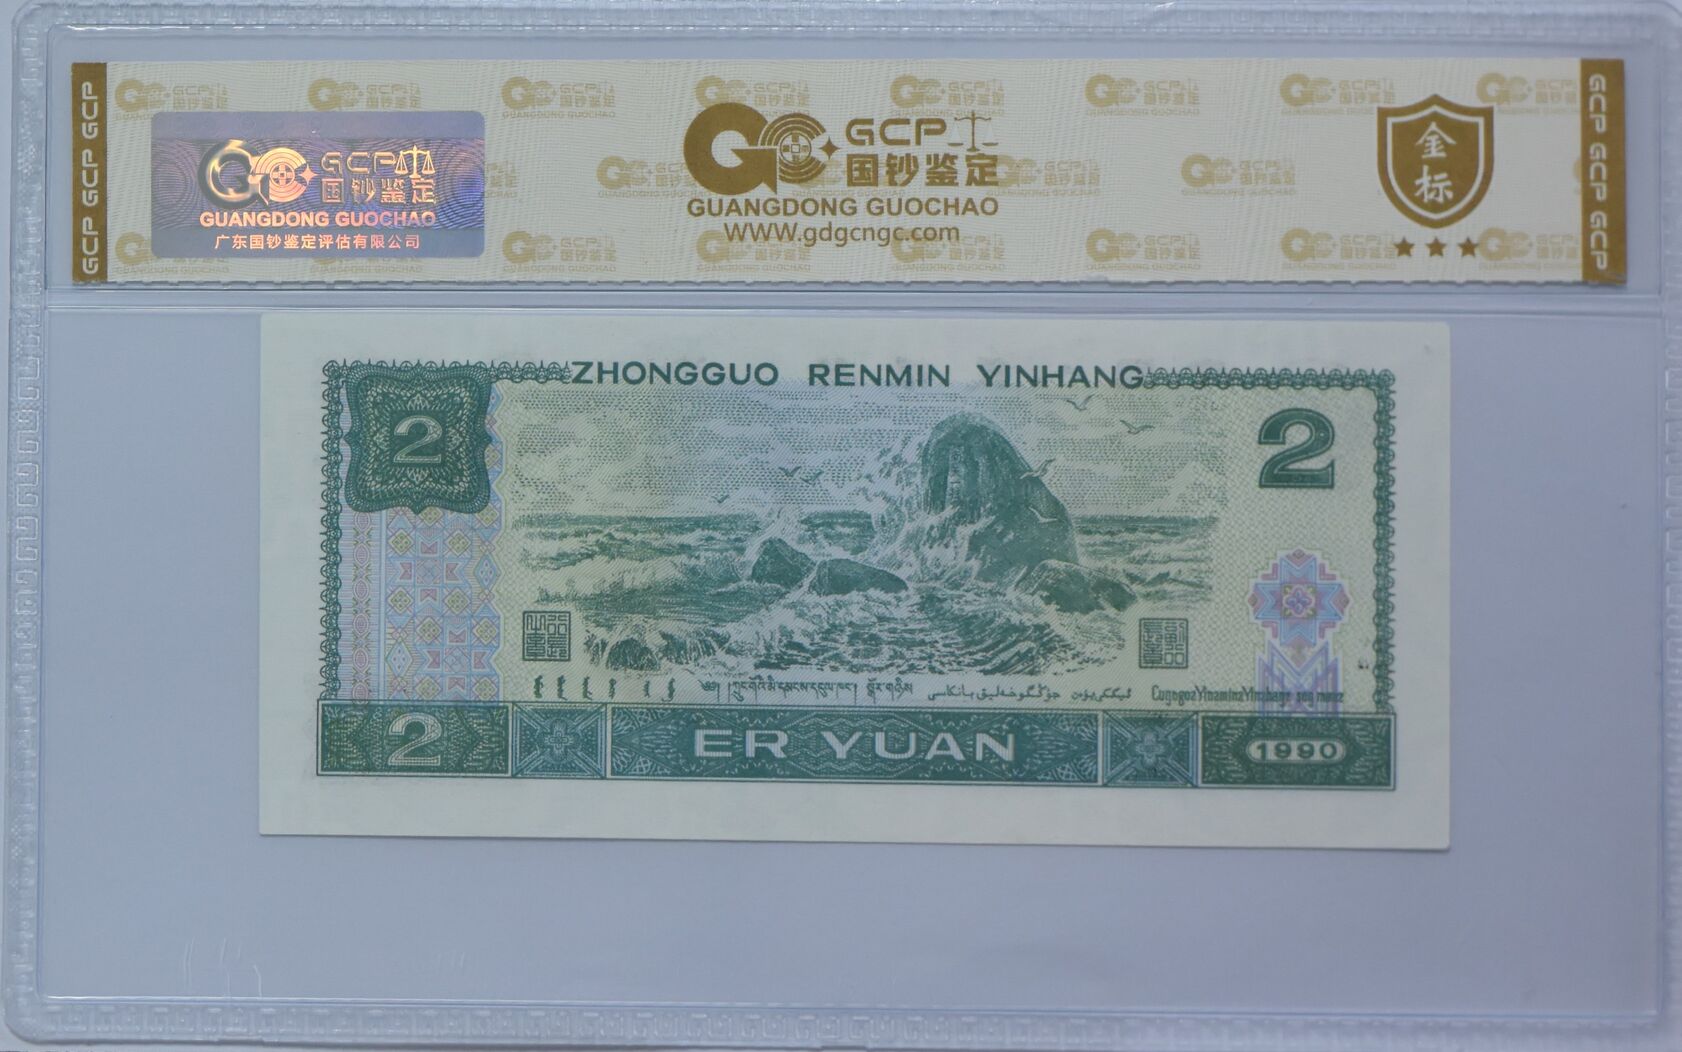 GCP GCP GCP
GCP
国钞鉴定
GUANGDONG GUOCHAO
广东国钞鉴定评估有限公司
GCP
国钞鉴定
GUANGDONG GUOCHAO
WWW.gdgcngc.com
金
标
GCP GCP GCP
ZHONGGUO RENMIN YINHANG
2
2
2
ER YUAN
1990